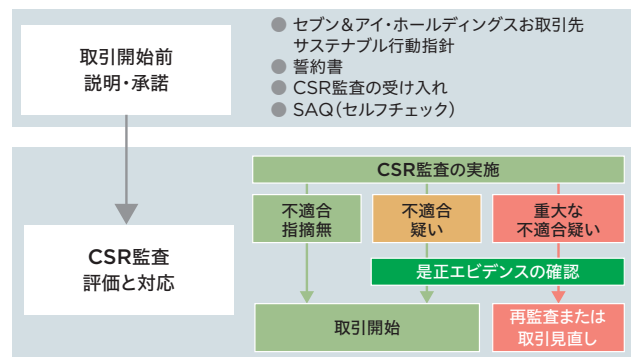 取引開始前
説明・承諾
● セブン＆アイ・ホールディングスお取引先
サステナブル行動指針
● 誓約書
● CSR監査の受け入れ
● SAQ（セルフチェック）
CSR監査
評価と対応
CSR監査の実施
不適合
指摘無
不適合
疑い
重大な
不適合疑い
是正エビデンスの確認
取引開始
再監査または
取引見直し